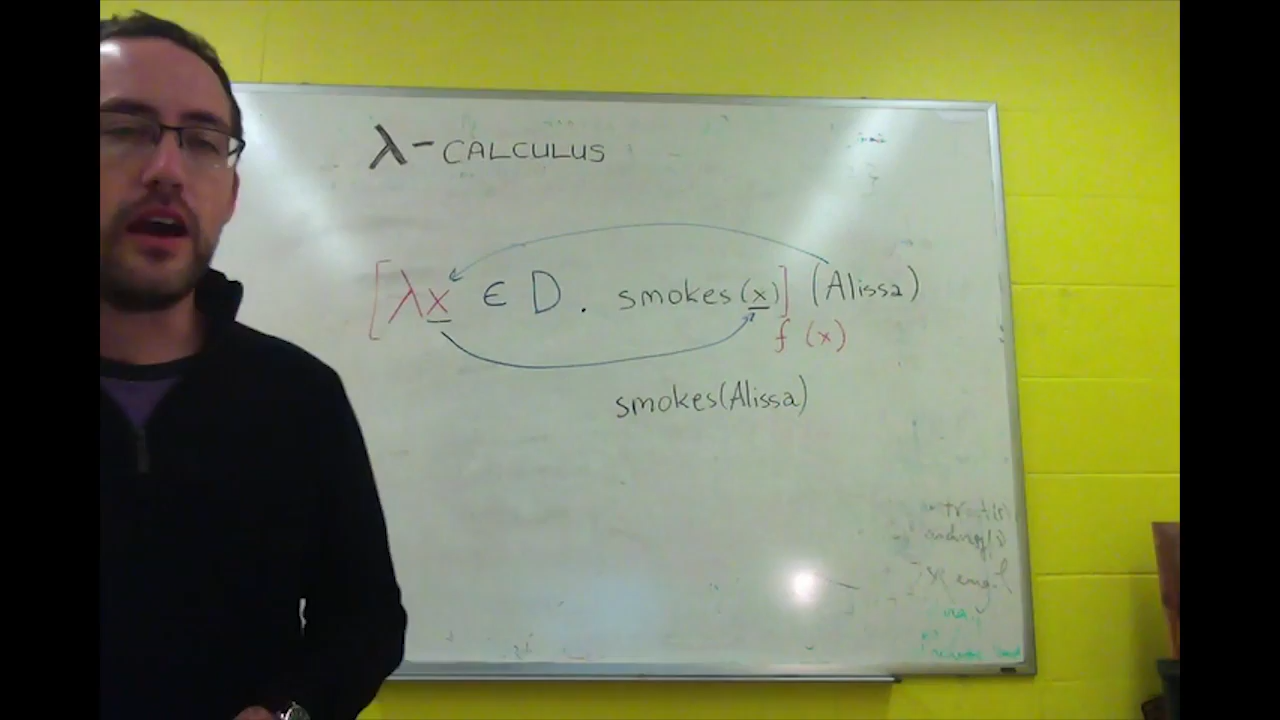 λ-CALCULUS
[λx ∈ D. smokes(x)] (Alissa)
f (x)
smokes(Alissa)